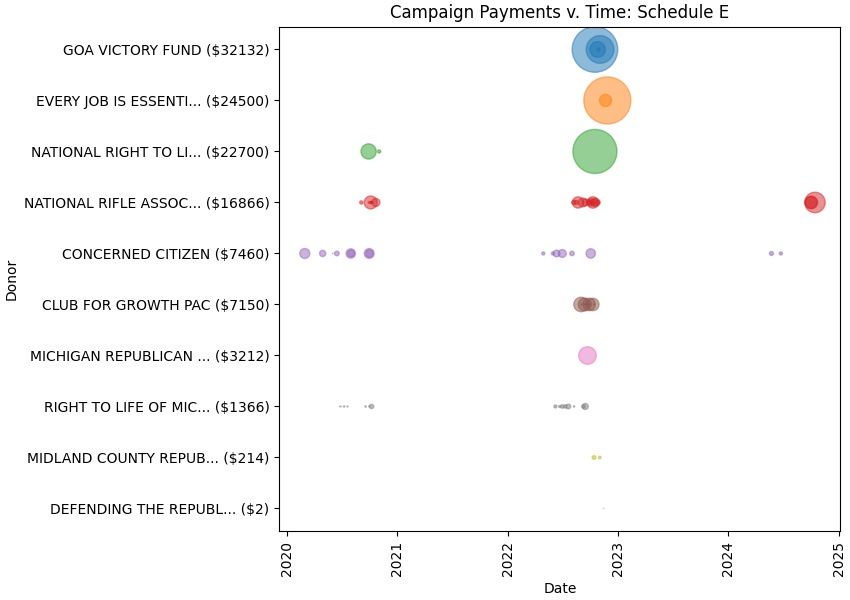 Campaign Payments v. Time: Schedule E
GOA VICTORY FUND ($32132)
EVERY JOB IS ESSENTI... ($24500)
NATIONAL RIGHT TO LI... ($22700)
NATIONAL RIFLE ASSOC... ($16866)
CONCERNED CITIZEN ($7460)
CLUB FOR GROWTH PAC ($7150)
MICHIGAN REPUBLICAN ... ($3212)
RIGHT TO LIFE OF MIC... ($1366)
MIDLAND COUNTY REPUB... ($214)
DEFENDING THE REPUBL... ($2)
Donor
2020
2021
2022
2023
2024
2025
Date